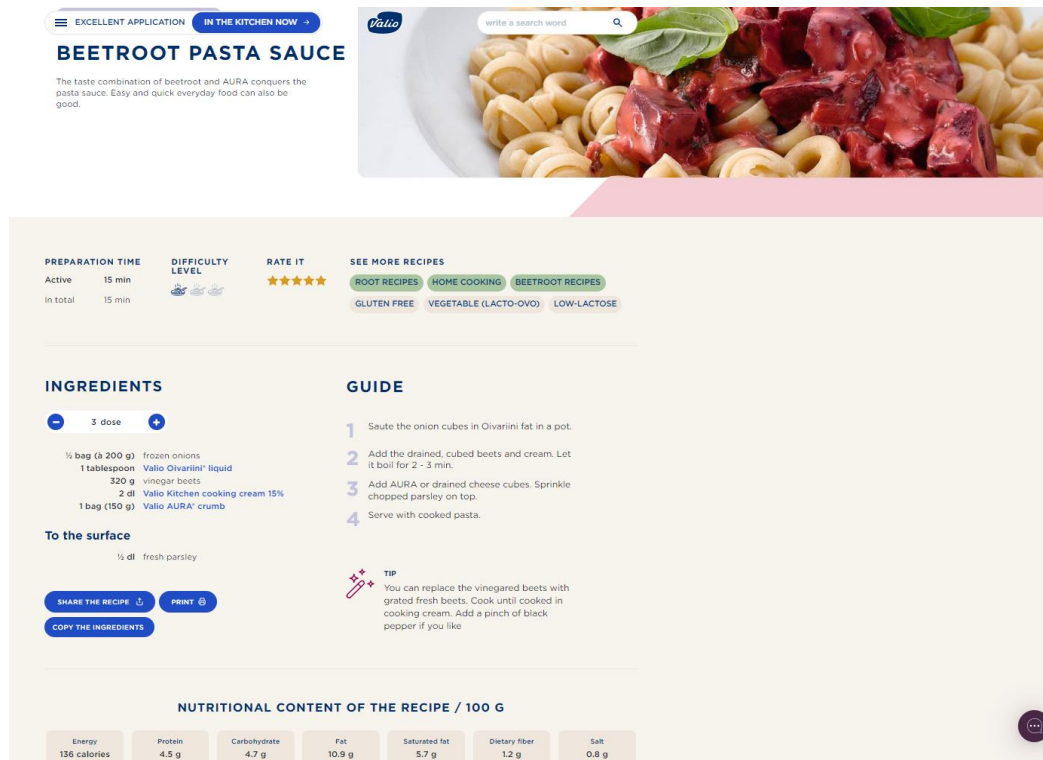 EXCELLENT APPLICATION
IN THE KITCHEN NOW →
Valio
write a search word
BEETROOT PASTA SAUCE
The taste combination of beetroot and AURA conquers the
pasta sauce. Easy and quick everyday food can also be
good.
PREPARATION TIME
Active 15 min
In total 15 min
DIFFICULTY
LEVEL
RATE IT
SEE MORE RECIPES
ROOT RECIPES HOME COOKING BEETROOT RECIPES
GLUTEN FREE VEGETABLE (LACTO-OVO) LOW-LACTOSE
INGREDIENTS
3 dose
½ bag (à 200 g) frozen onions
1 tablespoon Valio Oivariini® liquid
320 g vinegar beets
2 dl Valio Kitchen cooking cream 15%
1 bag (150 g) Valio AURA® crumb
To the surface
½ dl fresh parsley
SHARE THE RECIPE
PRINT
COPY THE INGREDIENTS
GUIDE
1 Saute the onion cubes in Oivariini fat in a pot.
2 Add the drained, cubed beets and cream. Let
it boil for 2 - 3 min.
3 Add AURA or drained cheese cubes. Sprinkle
chopped parsley on top.
4 Serve with cooked pasta.
TIP
You can replace the vinegared beets with
grated fresh beets. Cook until cooked in
cooking cream. Add a pinch of black
pepper if you like
NUTRITIONAL CONTENT OF THE RECIPE / 100 G
Energy Protein Carbohydrate Fat Saturated fat Dietary fiber Salt
136 calories 4.5 g 4.7 g 10.9 g 5.7 g 1.2 g 0.8 g